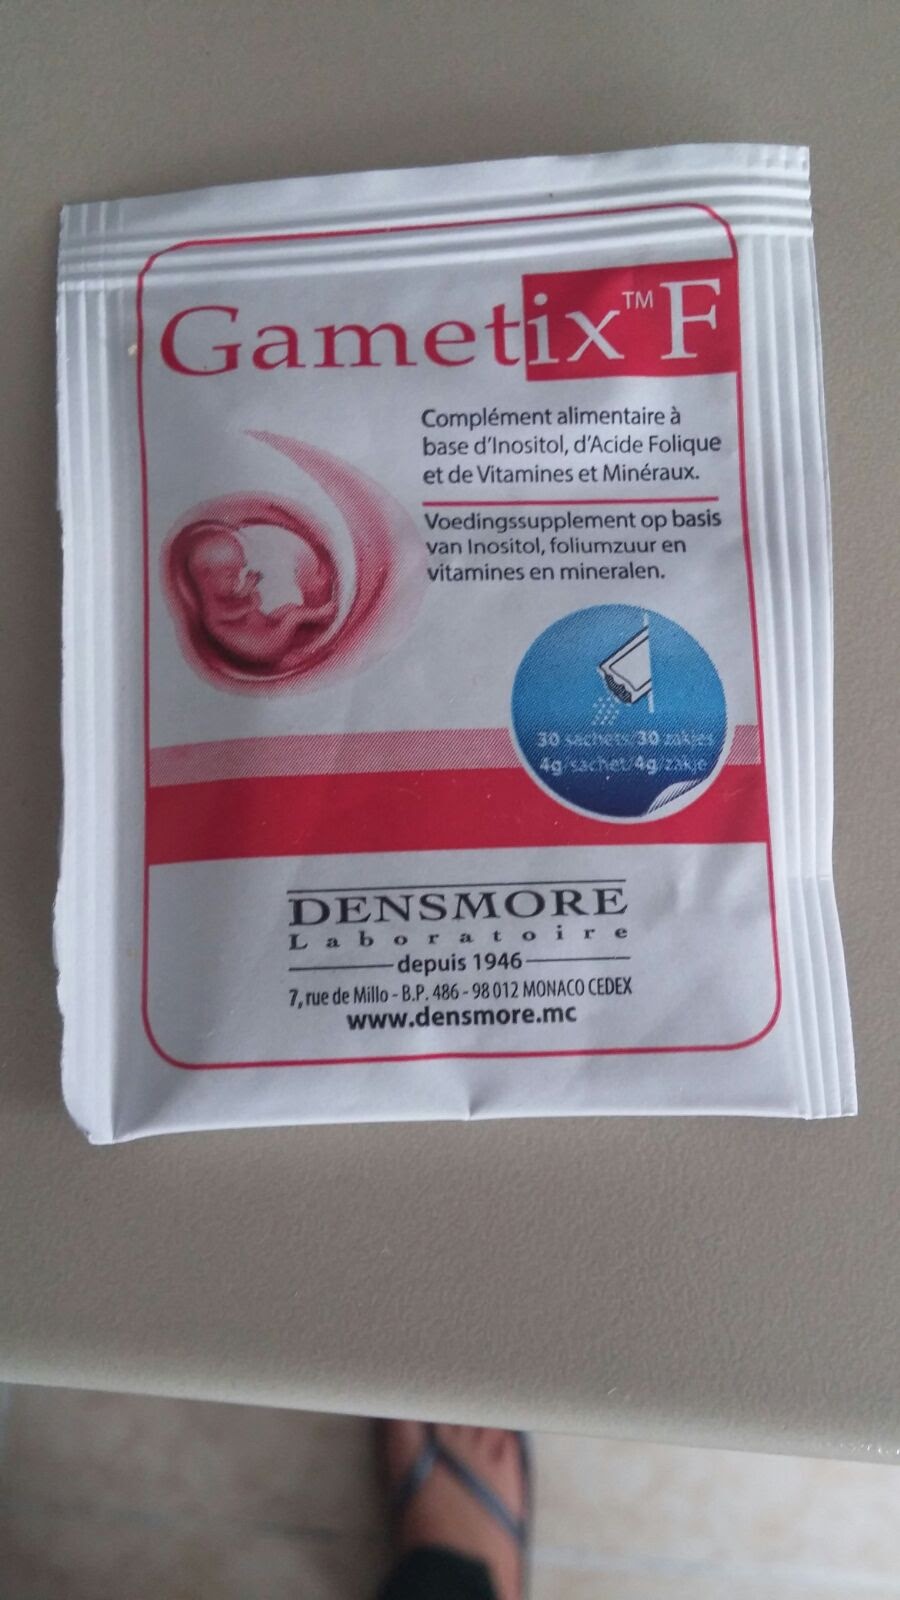 Gametix™ F
Complément alimentaire à
base d'Inositol, d'Acide Folique
et de Vitamines et Minéraux.
Voedingssupplement op basis
van Inositol, foliumzuur en
vitamines en mineralen.
30 sachets/30 zakjes
4g/sachet/4g/zakje
DENSMORE
Laboratoire
depuis 1946
7, rue de Millo - B.P. 486 - 98 012 MONACO CEDEX
www.densmore.mc